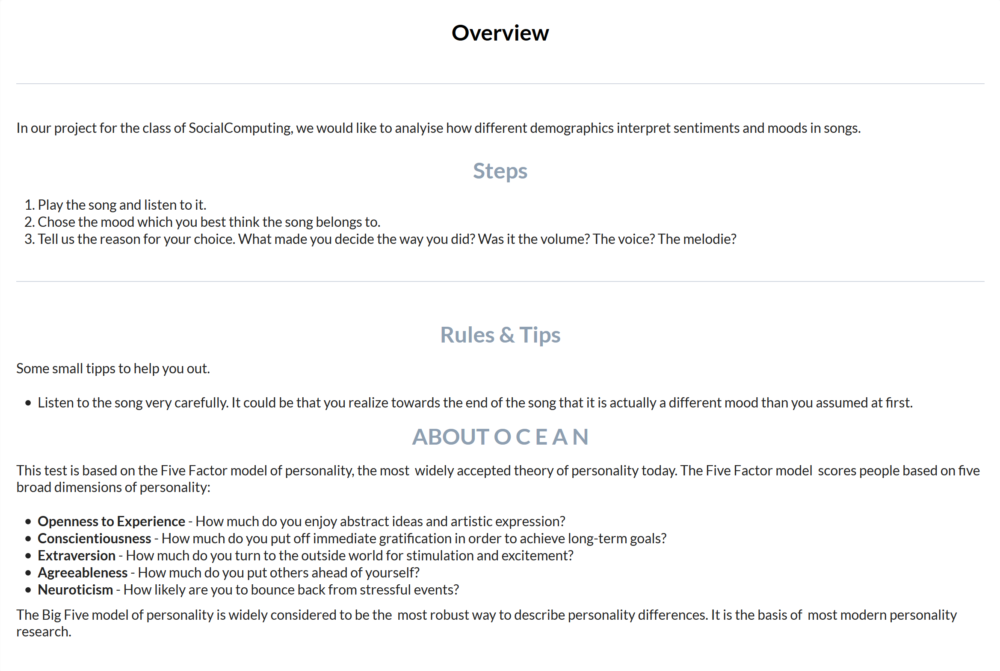 Overview
In our project for the class of SocialComputing, we would like to analyise how different demographics interpret sentiments and moods in songs.
Steps
1. Play the song and listen to it.
2. Chose the mood which you best think the song belongs to.
3. Tell us the reason for your choice. What made you decide the way you did? Was it the volume? The voice? The melodie?
Rules & Tips
Some small tipps to help you out.
• Listen to the song very carefully. It could be that you realize towards the end of the song that it is actually a different mood than you assumed at first.
ABOUT O C E A N
This test is based on the Five Factor model of personality, the most  widely accepted theory of personality today. The Five Factor model  scores people based on five
broad dimensions of personality:
• Openness to Experience - How much do you enjoy abstract ideas and artistic expression?
• Conscientiousness - How much do you put off immediate gratification in order to achieve long-term goals?
• Extraversion - How much do you turn to the outside world for stimulation and excitement?
• Agreeableness - How much do you put others ahead of yourself?
• Neuroticism - How likely are you to bounce back from stressful events?
The Big Five model of personality is widely considered to be the  most robust way to describe personality differences. It is the basis of  most modern personality
research.